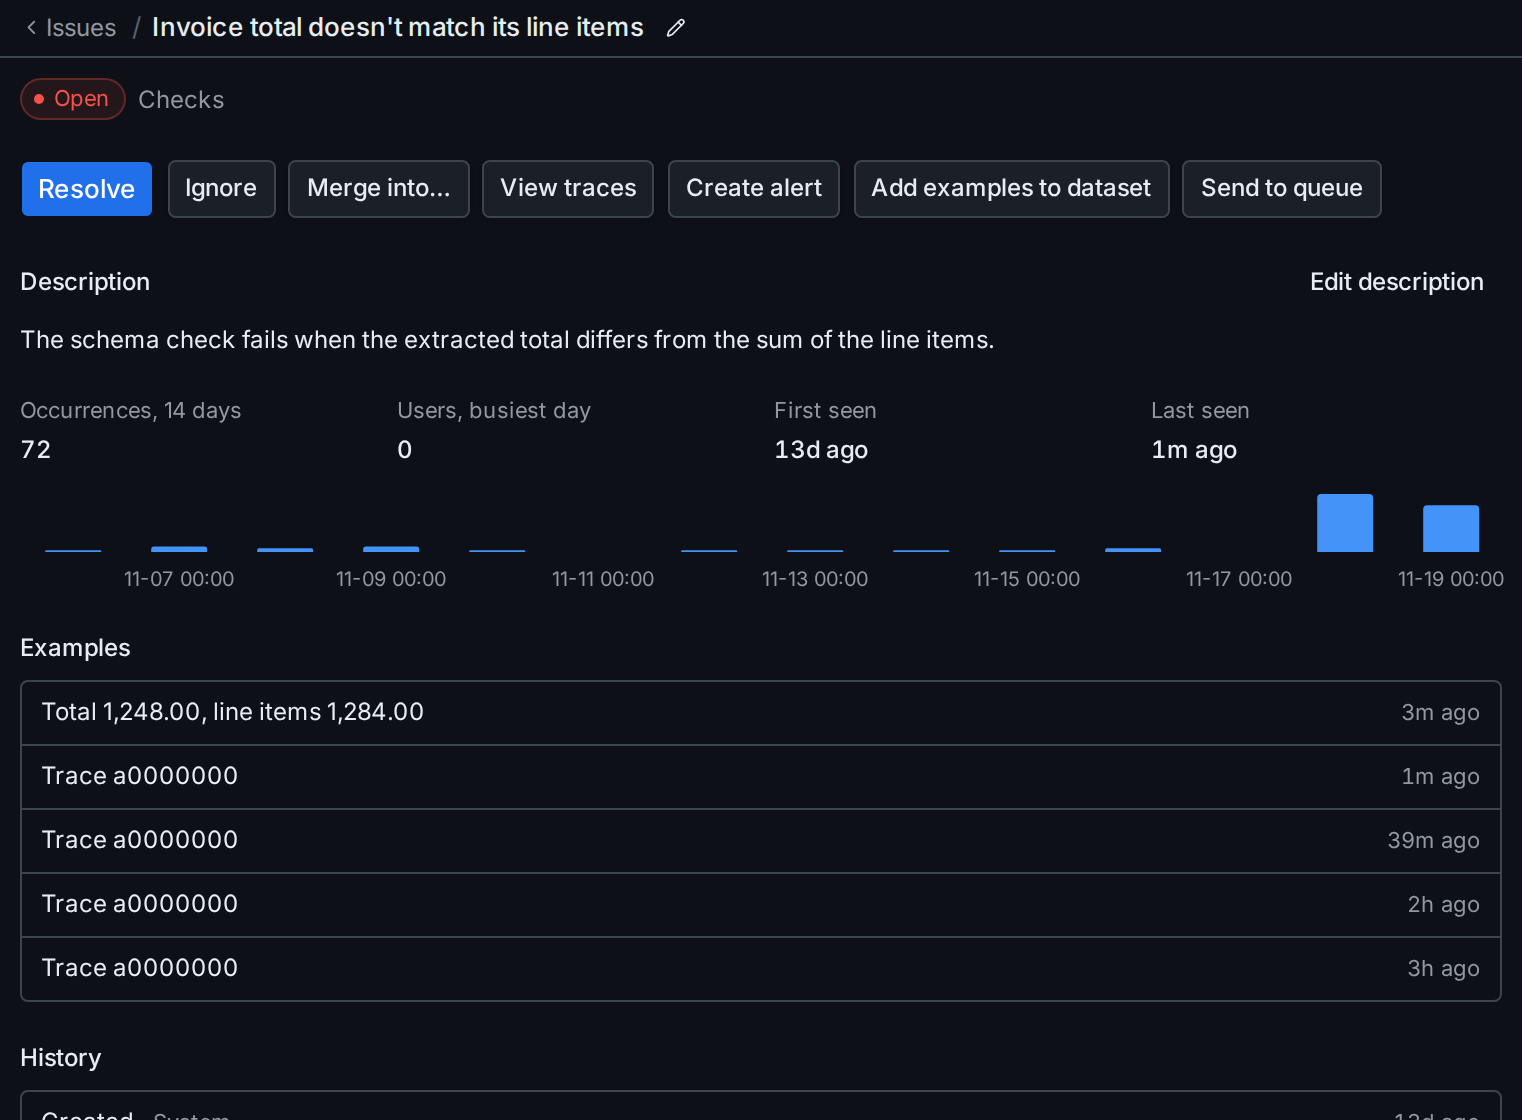 Issues / Invoice total doesn't match its line items
Open Checks
Resolve Ignore Merge into... View traces Create alert Add examples to dataset Send to queue
Description Edit description
The schema check fails when the extracted total differs from the sum of the line items.
Occurrences, 14 days Users, busiest day First seen Last seen
72 0 13d ago 1m ago
11-07 00:00 11-09 00:00 11-11 00:00 11-13 00:00 11-15 00:00 11-17 00:00 11-19 00:00
Examples
Total 1,248.00, line items 1,284.00 3m ago
Trace a0000000 1m ago
Trace a0000000 39m ago
Trace a0000000 2h ago
Trace a0000000 3h ago
History
Created System 13d ago